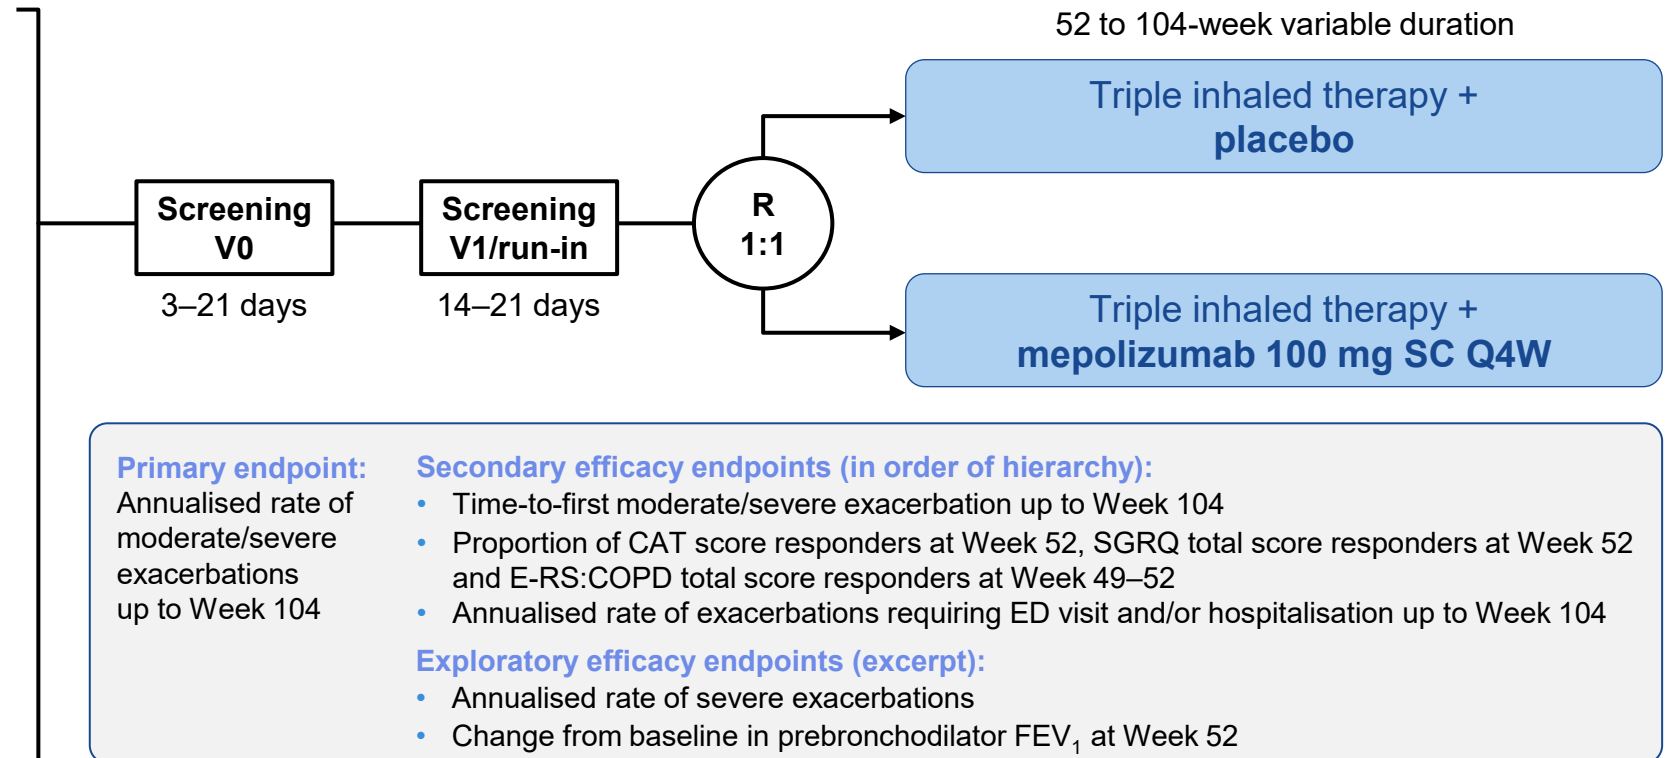 52 to 104-week variable duration
Triple inhaled therapy +
placebo
Screening
V0
3–21 days
Screening
V1/run-in
14–21 days
R
1:1
Triple inhaled therapy +
mepolizumab 100 mg SC Q4W
Primary endpoint:
Annualised rate of
moderate/severe
exacerbations
up to Week 104
Secondary efficacy endpoints (in order of hierarchy):
• Time-to-first moderate/severe exacerbation up to Week 104
• Proportion of CAT score responders at Week 52, SGRQ total score responders at Week 52
and E-RS:COPD total score responders at Week 49–52
• Annualised rate of exacerbations requiring ED visit and/or hospitalisation up to Week 104
Exploratory efficacy endpoints (excerpt):
• Annualised rate of severe exacerbations
• Change from baseline in prebronchodilator FEV₁ at Week 52